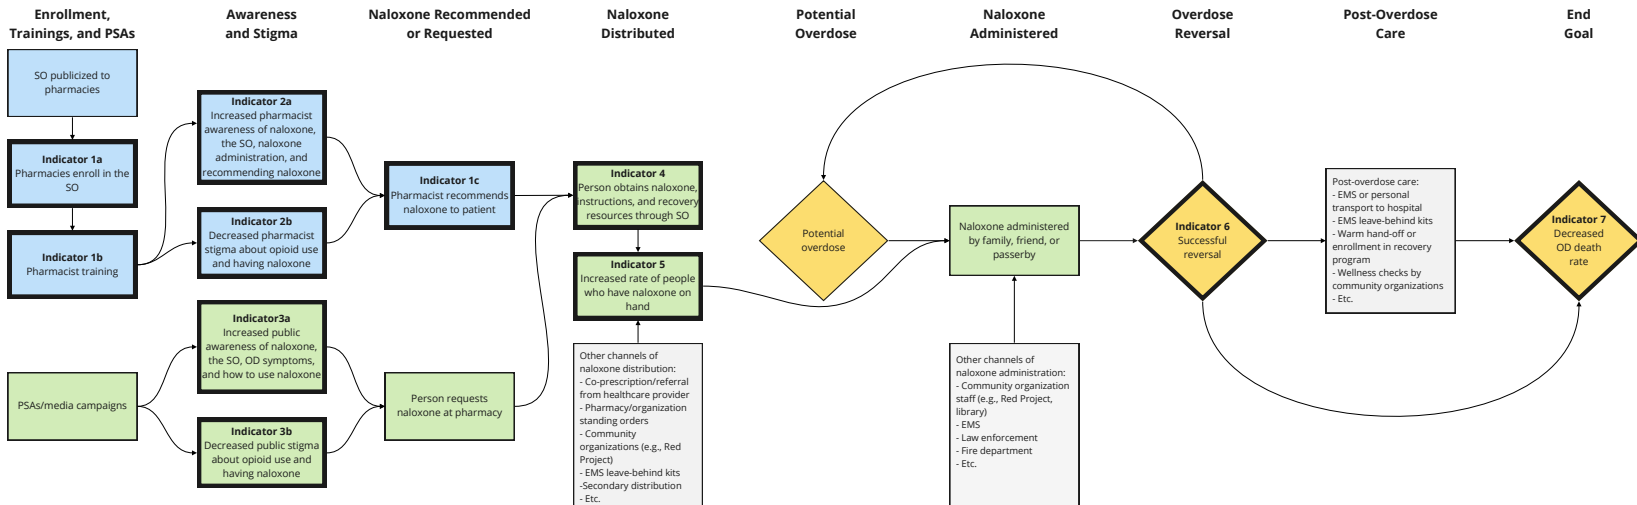 Enrollment,
Trainings, and PSAs
Awareness
and Stigma
Naloxone Recommended
or Requested
Naloxone
Distributed
Potential
Overdose
Naloxone
Administered
Overdose
Reversal
Post-Overdose
Care
End
Goal
SO publicized to
pharmacies
Indicator 1a
Pharmacies enroll in the
SO
Indicator 1b
Pharmacist training
PSAs/media campaigns
Indicator 2a
Increased pharmacist
awareness of naloxone,
the SO, naloxone
administration, and
recommending naloxone
Indicator 2b
Decreased pharmacist
stigma about opioid use
and having naloxone
Indicator3a
Increased public
awareness of naloxone,
the SO, OD symptoms,
and how to use naloxone
Indicator 3b
Decreased public stigma
about opioid use and
having naloxone
Indicator 1c
Pharmacist recommends
naloxone to patient
Person requests
naloxone at pharmacy
Indicator 4
Person obtains naloxone,
instructions, and recovery
resources through SO
Indicator 5
Increased rate of people
who have naloxone on
hand
Other channels of
naloxone distribution:
- Co-prescription/referral
from healthcare provider
- Pharmacy/organization
standing orders
- Community
organizations (e.g., Red
Project)
- EMS leave-behind kits
-Secondary distribution
- Etc.
Potential
overdose
Naloxone administered
by family, friend, or
passerby
Other channels of
naloxone administration:
- Community organization
staff (e.g., Red Project,
library)
- EMS
- Law enforcement
- Fire department
- Etc.
Indicator 6
Successful
reversal
Post-overdose care:
- EMS or personal
transport to hospital
- EMS leave-behind kits
- Warm hand-off or
enrollment in recovery
program
- Wellness checks by
community organizations
- Etc.
Indicator 7
Decreased
OD death
rate